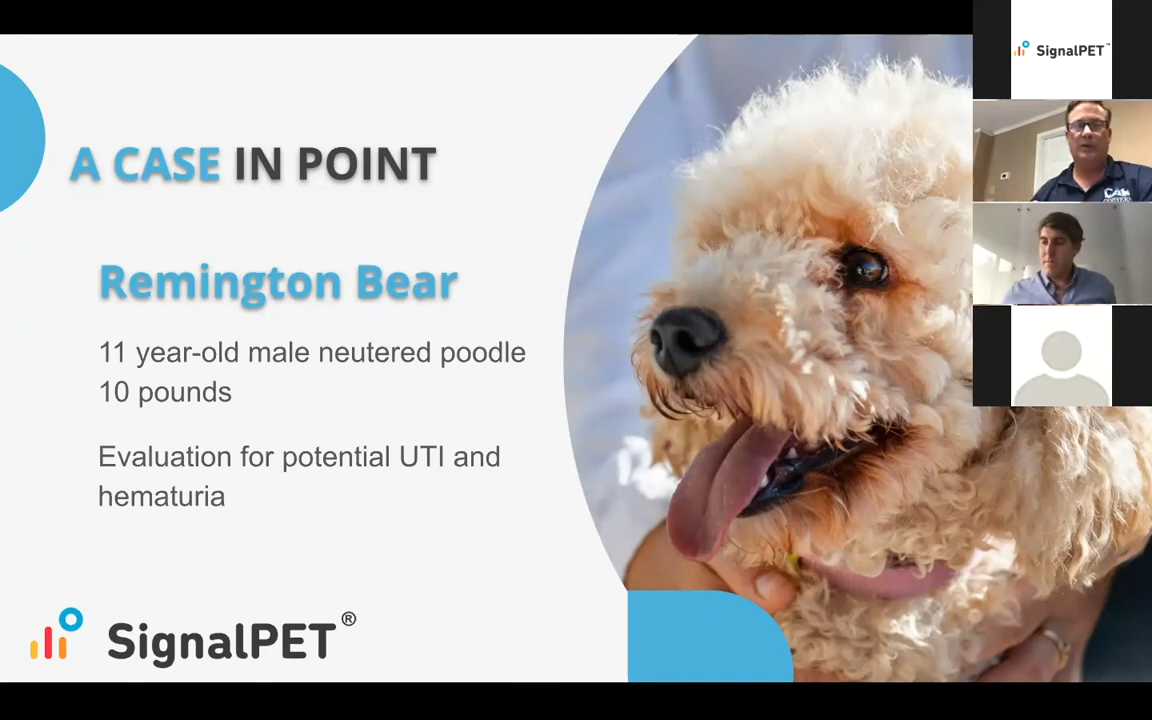 A CASE IN POINT
Remington Bear
11 year-old male neutered poodle
10 pounds
Evaluation for potential UTI and
hematuria
SignalPET®
SignalPET™